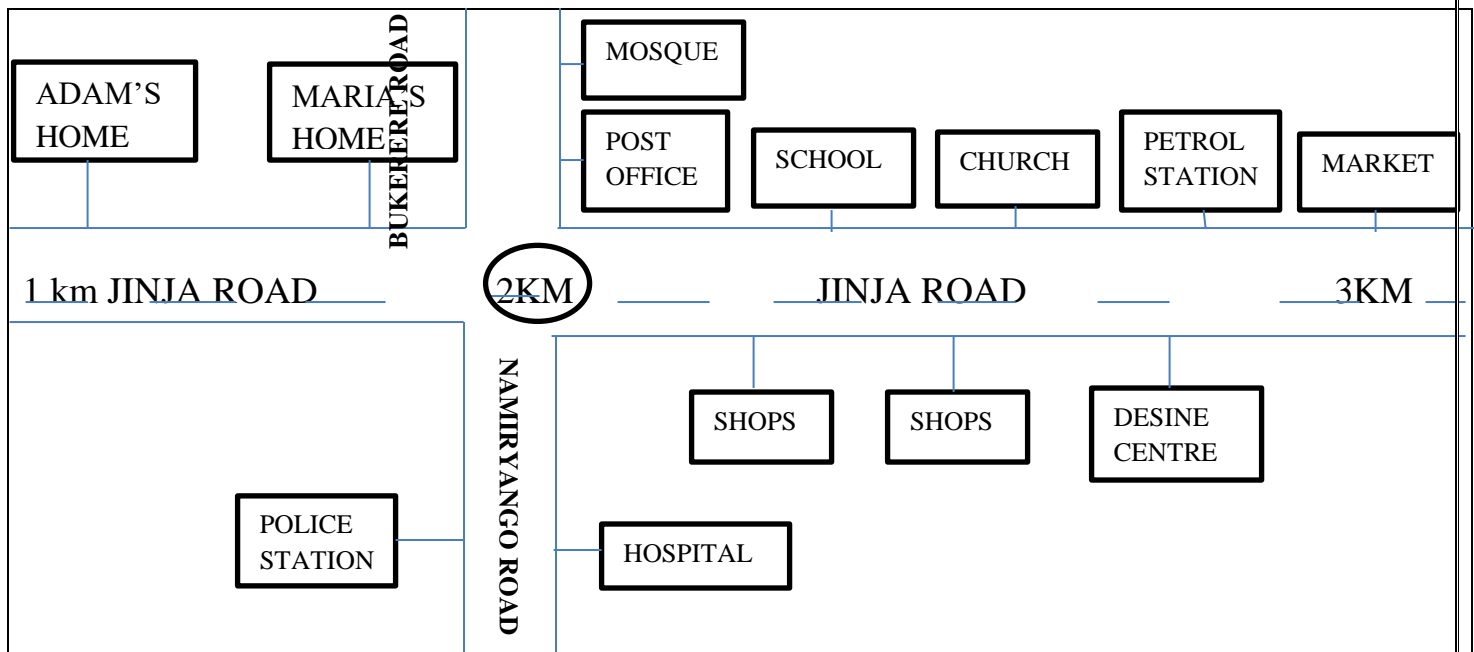 BUKERERE ROAD
MOSQUE
ADAM'S
HOME
MARIA'S
HOME
POST
OFFICE
SCHOOL
CHURCH
PETROL
STATION
MARKET
1 km JINJA ROAD
2KM
JINJA ROAD
3KM
NAMIRYANGO ROAD
SHOPS
SHOPS
DESINE
CENTRE
POLICE
STATION
HOSPITAL